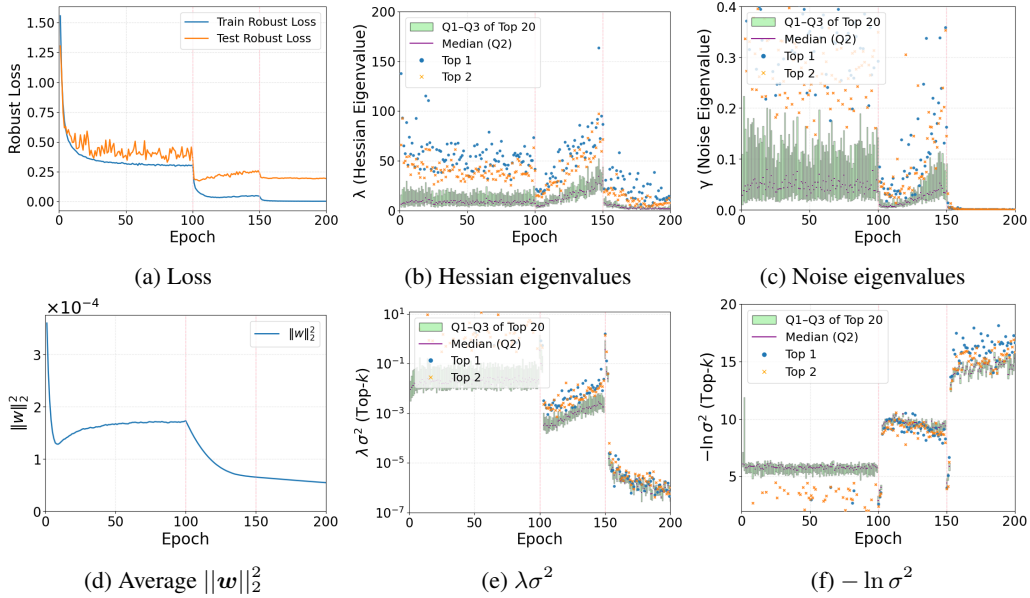 Train Robust Loss
Test Robust Loss
Robust Loss
1.50
1.25
1.00
0.75
0.50
0.25
0.00
0 50 100 150 200
Epoch
(a) Loss
Q1–Q3 of Top 20
Median (Q2)
Top 1
Top 2
λ (Hessian Eigenvalue)
200
150
100
50
0
0 50 100 150 200
Epoch
(b) Hessian eigenvalues
Q1–Q3 of Top 20
Median (Q2)
Top 1
Top 2
γ (Noise Eigenvalue)
0.4
0.3
0.2
0.1
0.0
0 50 100 150 200
Epoch
(c) Noise eigenvalues
×10⁻⁴
‖w‖₂²
‖w‖₂²
3
2
1
0
0 50 100 150 200
Epoch
(d) Average ||w||₂²
Q1–Q3 of Top 20
Median (Q2)
Top 1
Top 2
λσ² (Top-k)
10¹
10⁻¹
10⁻³
10⁻⁵
10⁻⁷
0 50 100 150 200
Epoch
(e) λσ²
Q1–Q3 of Top 20
Median (Q2)
Top 1
Top 2
−ln σ² (Top-k)
20
15
10
5
0 50 100 150 200
Epoch
(f) − ln σ²